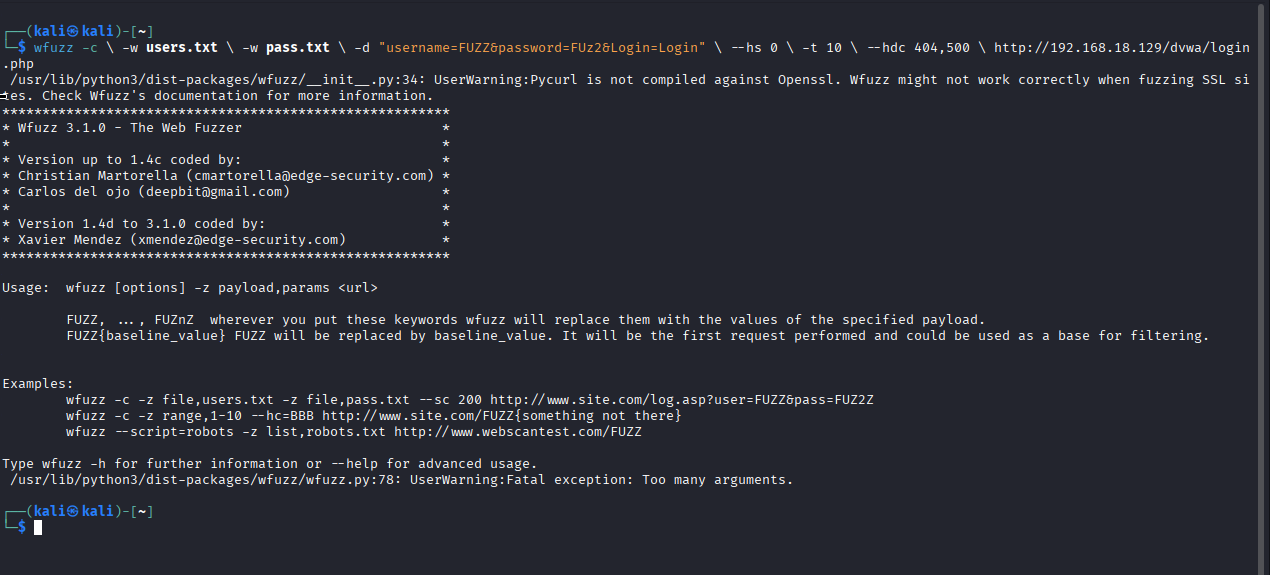 ┌──(kali㉿kali)-[~]
└─$ wfuzz -c \ -w users.txt \ -w pass.txt \ -d "username=FUZZ&password=FUz2&Login=Login" \ --hs 0 \ -t 10 \ --hdc 404,500 \ http://192.168.18.129/dvwa/login
.php
 /usr/lib/python3/dist-packages/wfuzz/__init__.py:34: UserWarning:Pycurl is not compiled against Openssl. Wfuzz might not work correctly when fuzzing SSL si
tes. Check Wfuzz's documentation for more information.
********************************************************
* Wfuzz 3.1.0 - The Web Fuzzer                         *
*                                                      *
* Version up to 1.4c coded by:                         *
* Christian Martorella (cmartorella@edge-security.com) *
* Carlos del ojo (deepbit@gmail.com)                   *
*                                                      *
* Version 1.4d to 3.1.0 coded by:                      *
* Xavier Mendez (xmendez@edge-security.com)            *
********************************************************
Usage:  wfuzz [options] -z payload,params <url>
        FUZZ, ..., FUZnZ  wherever you put these keywords wfuzz will replace them with the values of the specified payload.
        FUZZ{baseline_value} FUZZ will be replaced by baseline_value. It will be the first request performed and could be used as a base for filtering.
Examples:
        wfuzz -c -z file,users.txt -z file,pass.txt --sc 200 http://www.site.com/log.asp?user=FUZZ&pass=FUZ2Z
        wfuzz -c -z range,1-10 --hc=BBB http://www.site.com/FUZZ{something not there}
        wfuzz --script=robots -z list,robots.txt http://www.webscantest.com/FUZZ
Type wfuzz -h for further information or --help for advanced usage.
 /usr/lib/python3/dist-packages/wfuzz/wfuzz.py:78: UserWarning:Fatal exception: Too many arguments.
┌──(kali㉿kali)-[~]
└─$